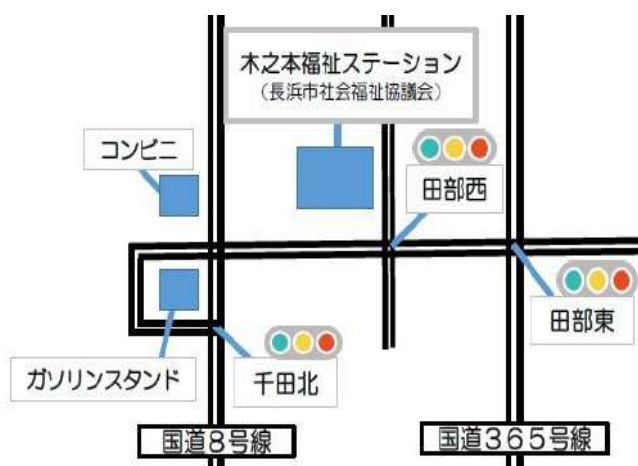 木之本福祉ステーション
（長浜市社会福祉協議会）
コンビニ
田部西
田部東
ガソリンスタンド
千田北
国道８号線
国道３６５号線